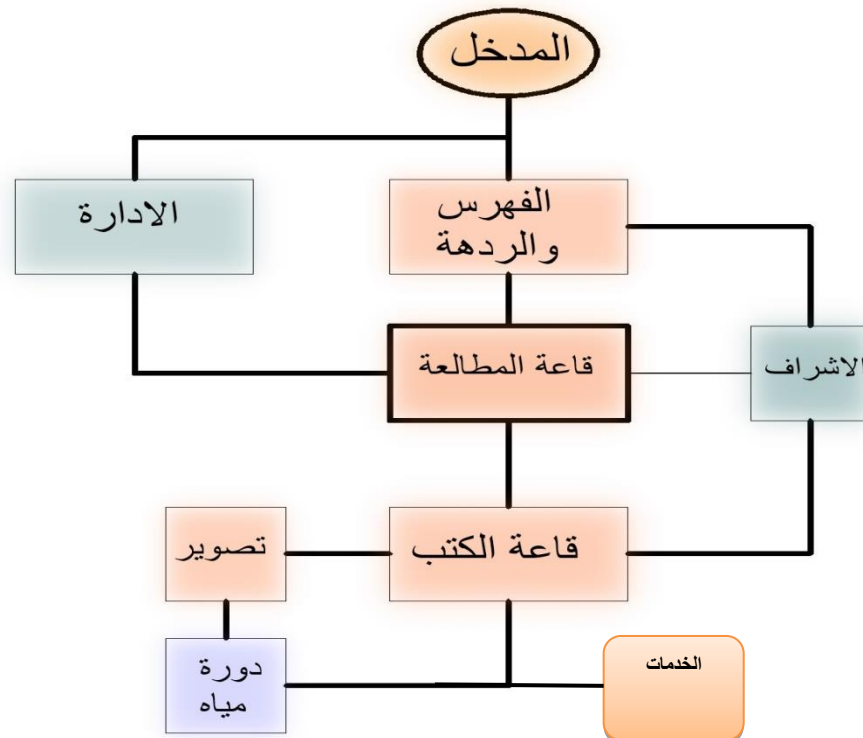 المدخل
الادارة
الفهرس
والردهة
قاعة المطالعة
الاشراف
قاعة الكتب
تصوير
دورة
مياه
الخدمات